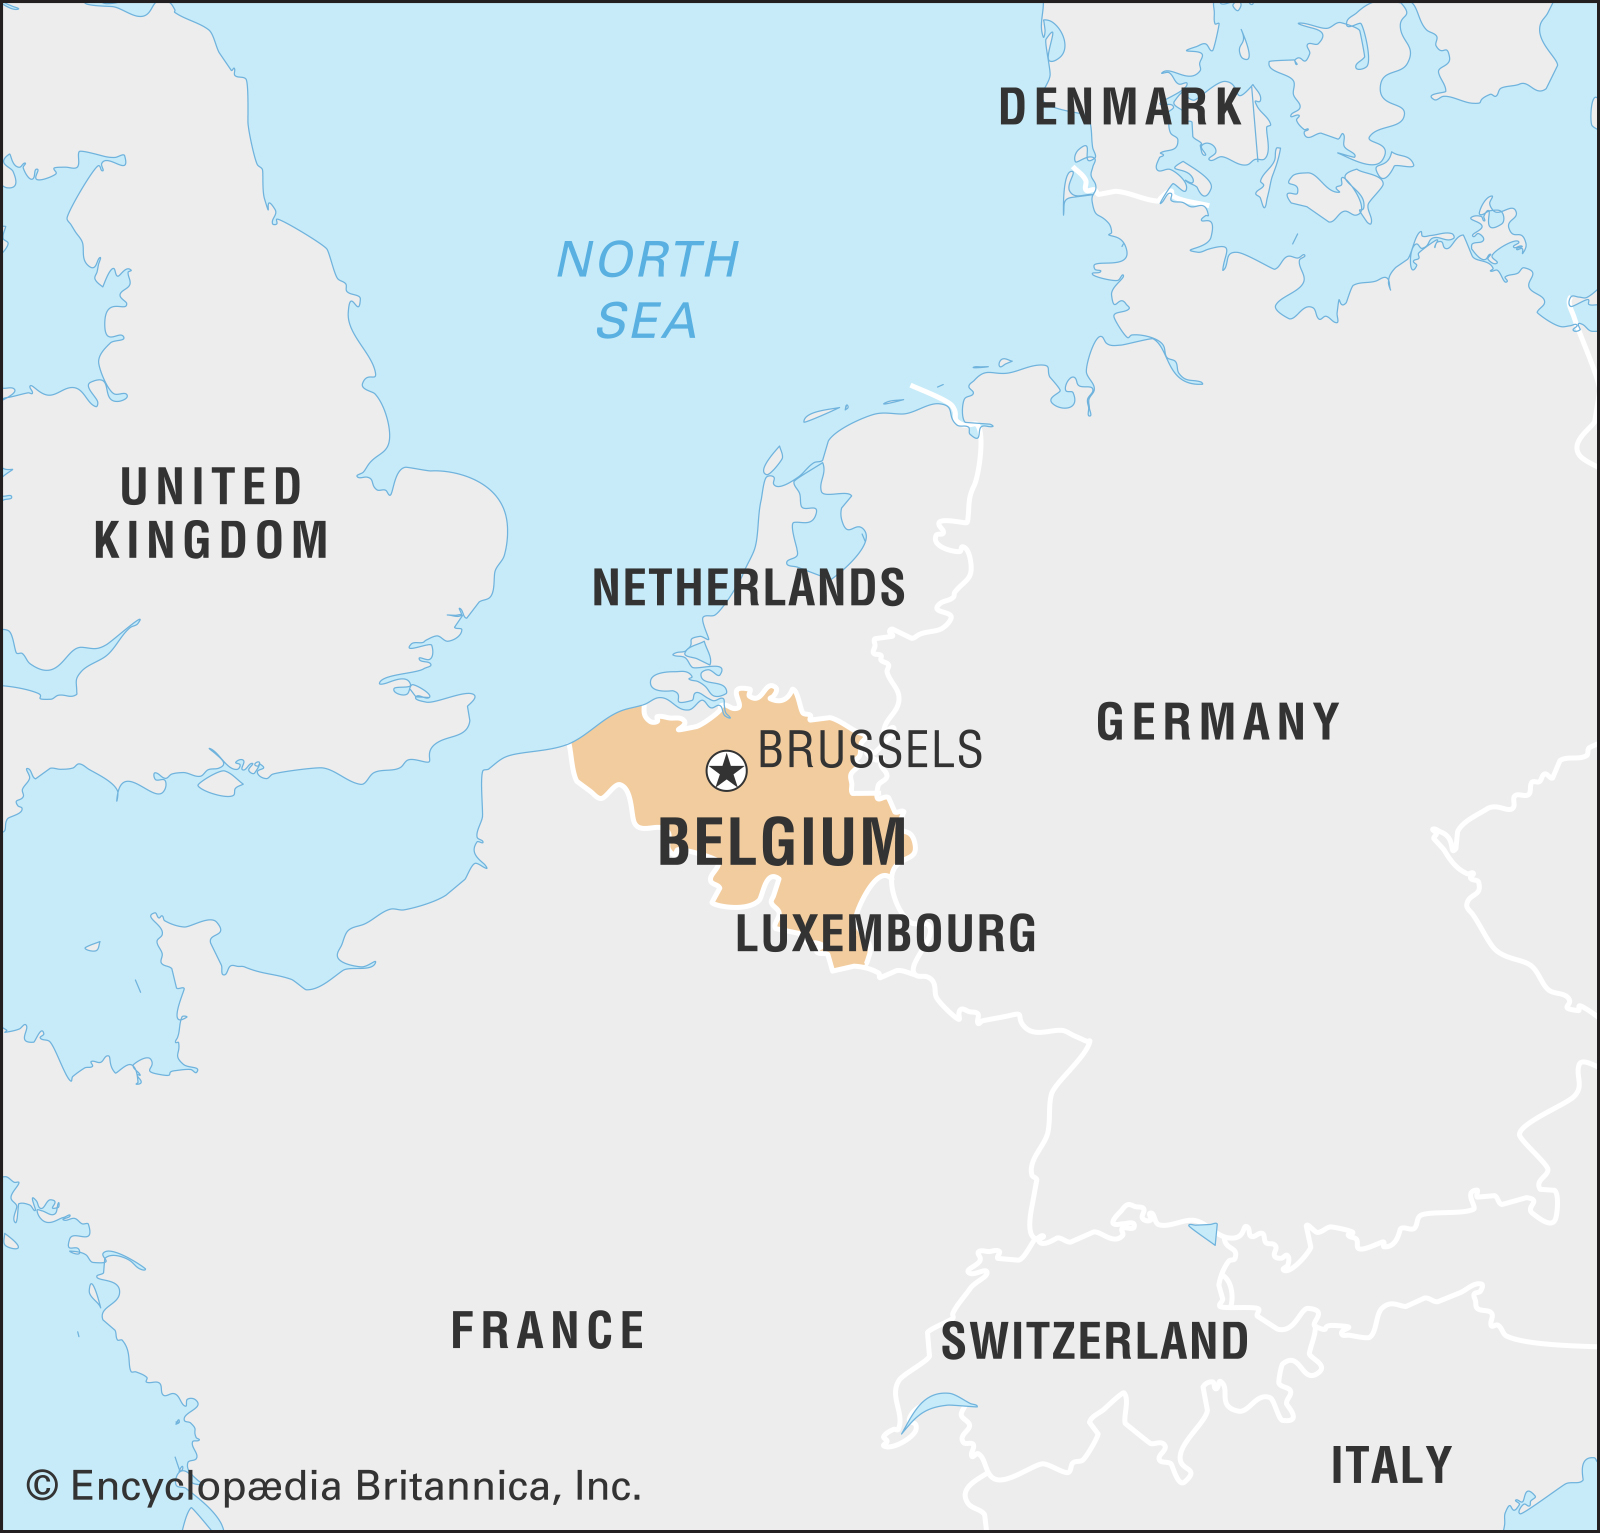 DENMARK
NORTH
SEA
UNITED
KINGDOM
NETHERLANDS
GERMANY
BRUSSELS
BELGIUM
LUXEMBOURG
FRANCE
SWITZERLAND
ITALY
© Encyclopædia Britannica, Inc.